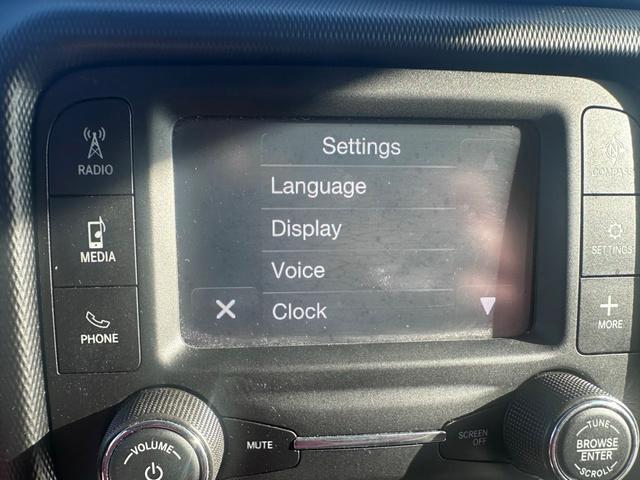 Settings
Language
Display
Voice
Clock
RADIO
MEDIA
PHONE
COMPASS
SETTINGS
MORE
VOLUME
MUTE
SCREEN
OFF
TUNE
BROWSE
ENTER
SCROLL